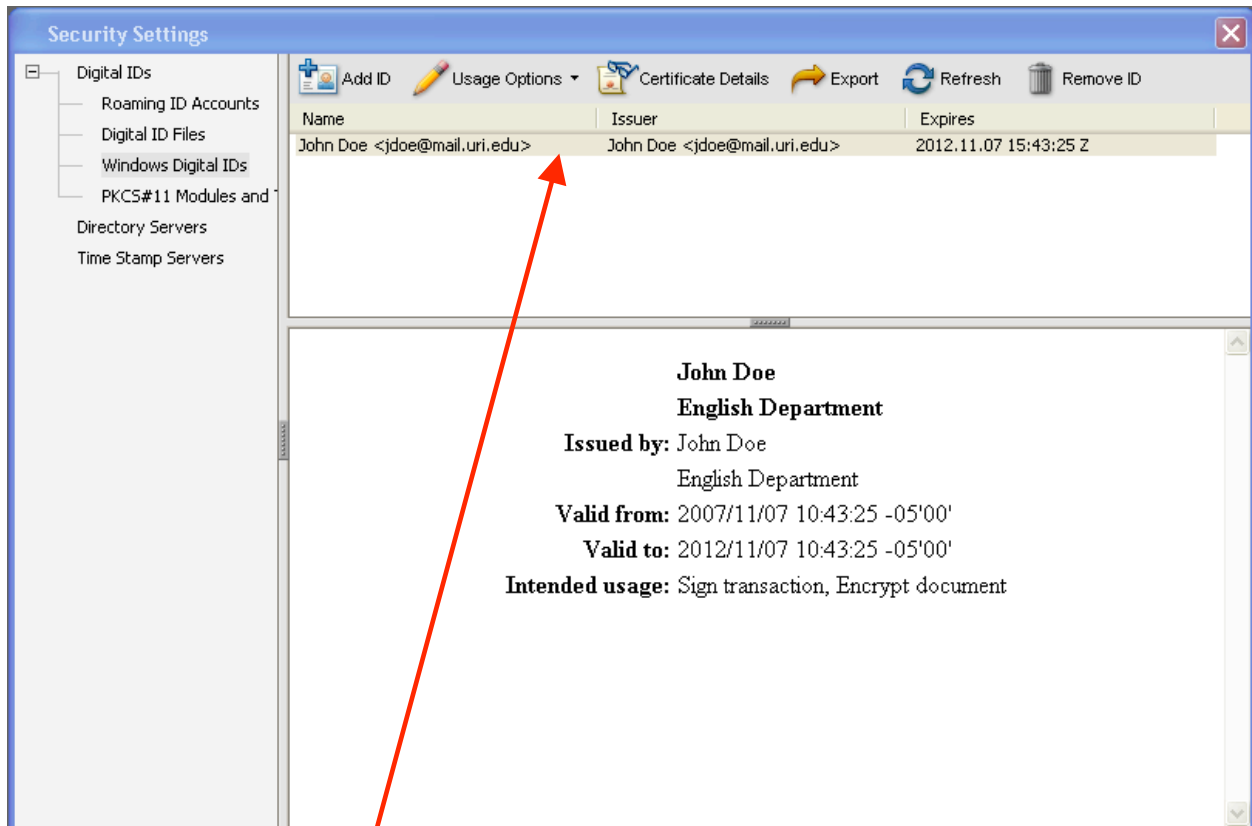 Security Settings
Digital IDs
Roaming ID Accounts
Digital ID Files
Windows Digital IDs
PKCS#11 Modules and
Directory Servers
Time Stamp Servers
Add ID Usage Options Certificate Details Export Refresh Remove ID
Name Issuer Expires
John Doe <jdoe@mail.uri.edu> John Doe <jdoe@mail.uri.edu> 2012.11.07 15:43:25 Z
John Doe
English Department
Issued by: John Doe
English Department
Valid from: 2007/11/07 10:43:25 -05'00'
Valid to: 2012/11/07 10:43:25 -05'00'
Intended usage: Sign transaction, Encrypt document